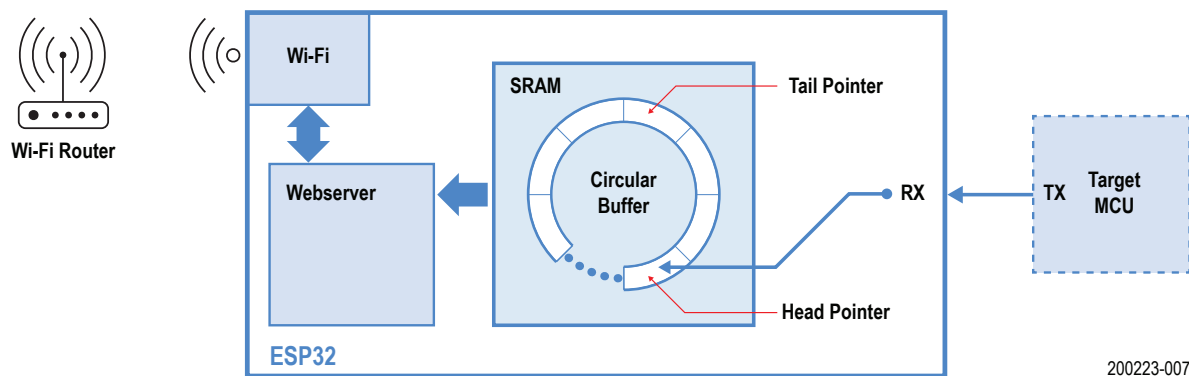 Wi-Fi Router
Wi-Fi
Webserver
ESP32
SRAM
Circular
Buffer
Tail Pointer
Head Pointer
RX
TX
Target
MCU
200223-007